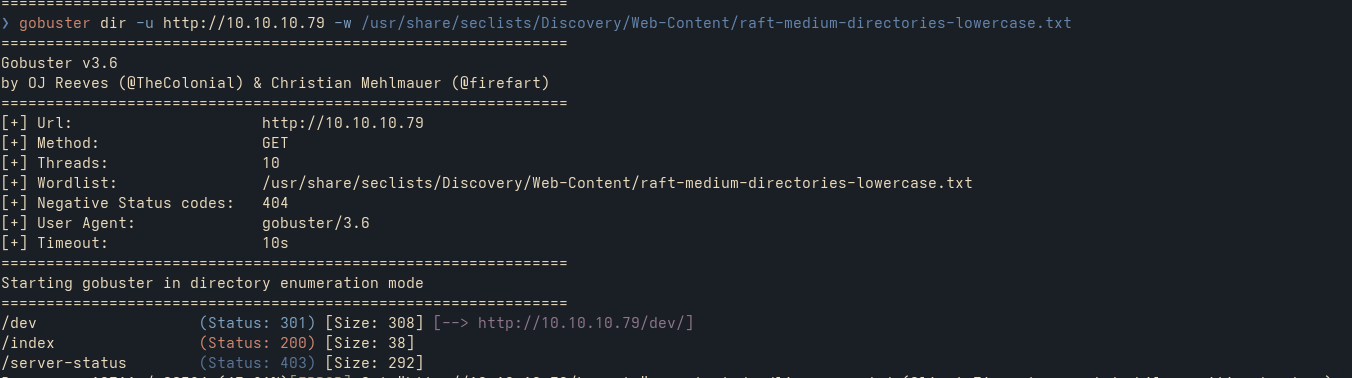 ===============================================================
❯ gobuster dir -u http://10.10.10.79 -w /usr/share/seclists/Discovery/Web-Content/raft-medium-directories-lowercase.txt
===============================================================
Gobuster v3.6
by OJ Reeves (@TheColonial) & Christian Mehlmauer (@firefart)
===============================================================
[+] Url:                     http://10.10.10.79
[+] Method:                  GET
[+] Threads:                 10
[+] Wordlist:                /usr/share/seclists/Discovery/Web-Content/raft-medium-directories-lowercase.txt
[+] Negative Status codes:   404
[+] User Agent:              gobuster/3.6
[+] Timeout:                 10s
===============================================================
Starting gobuster in directory enumeration mode
===============================================================
/dev                  (Status: 301) [Size: 308] [--> http://10.10.10.79/dev/]
/index                (Status: 200) [Size: 38]
/server-status        (Status: 403) [Size: 292]